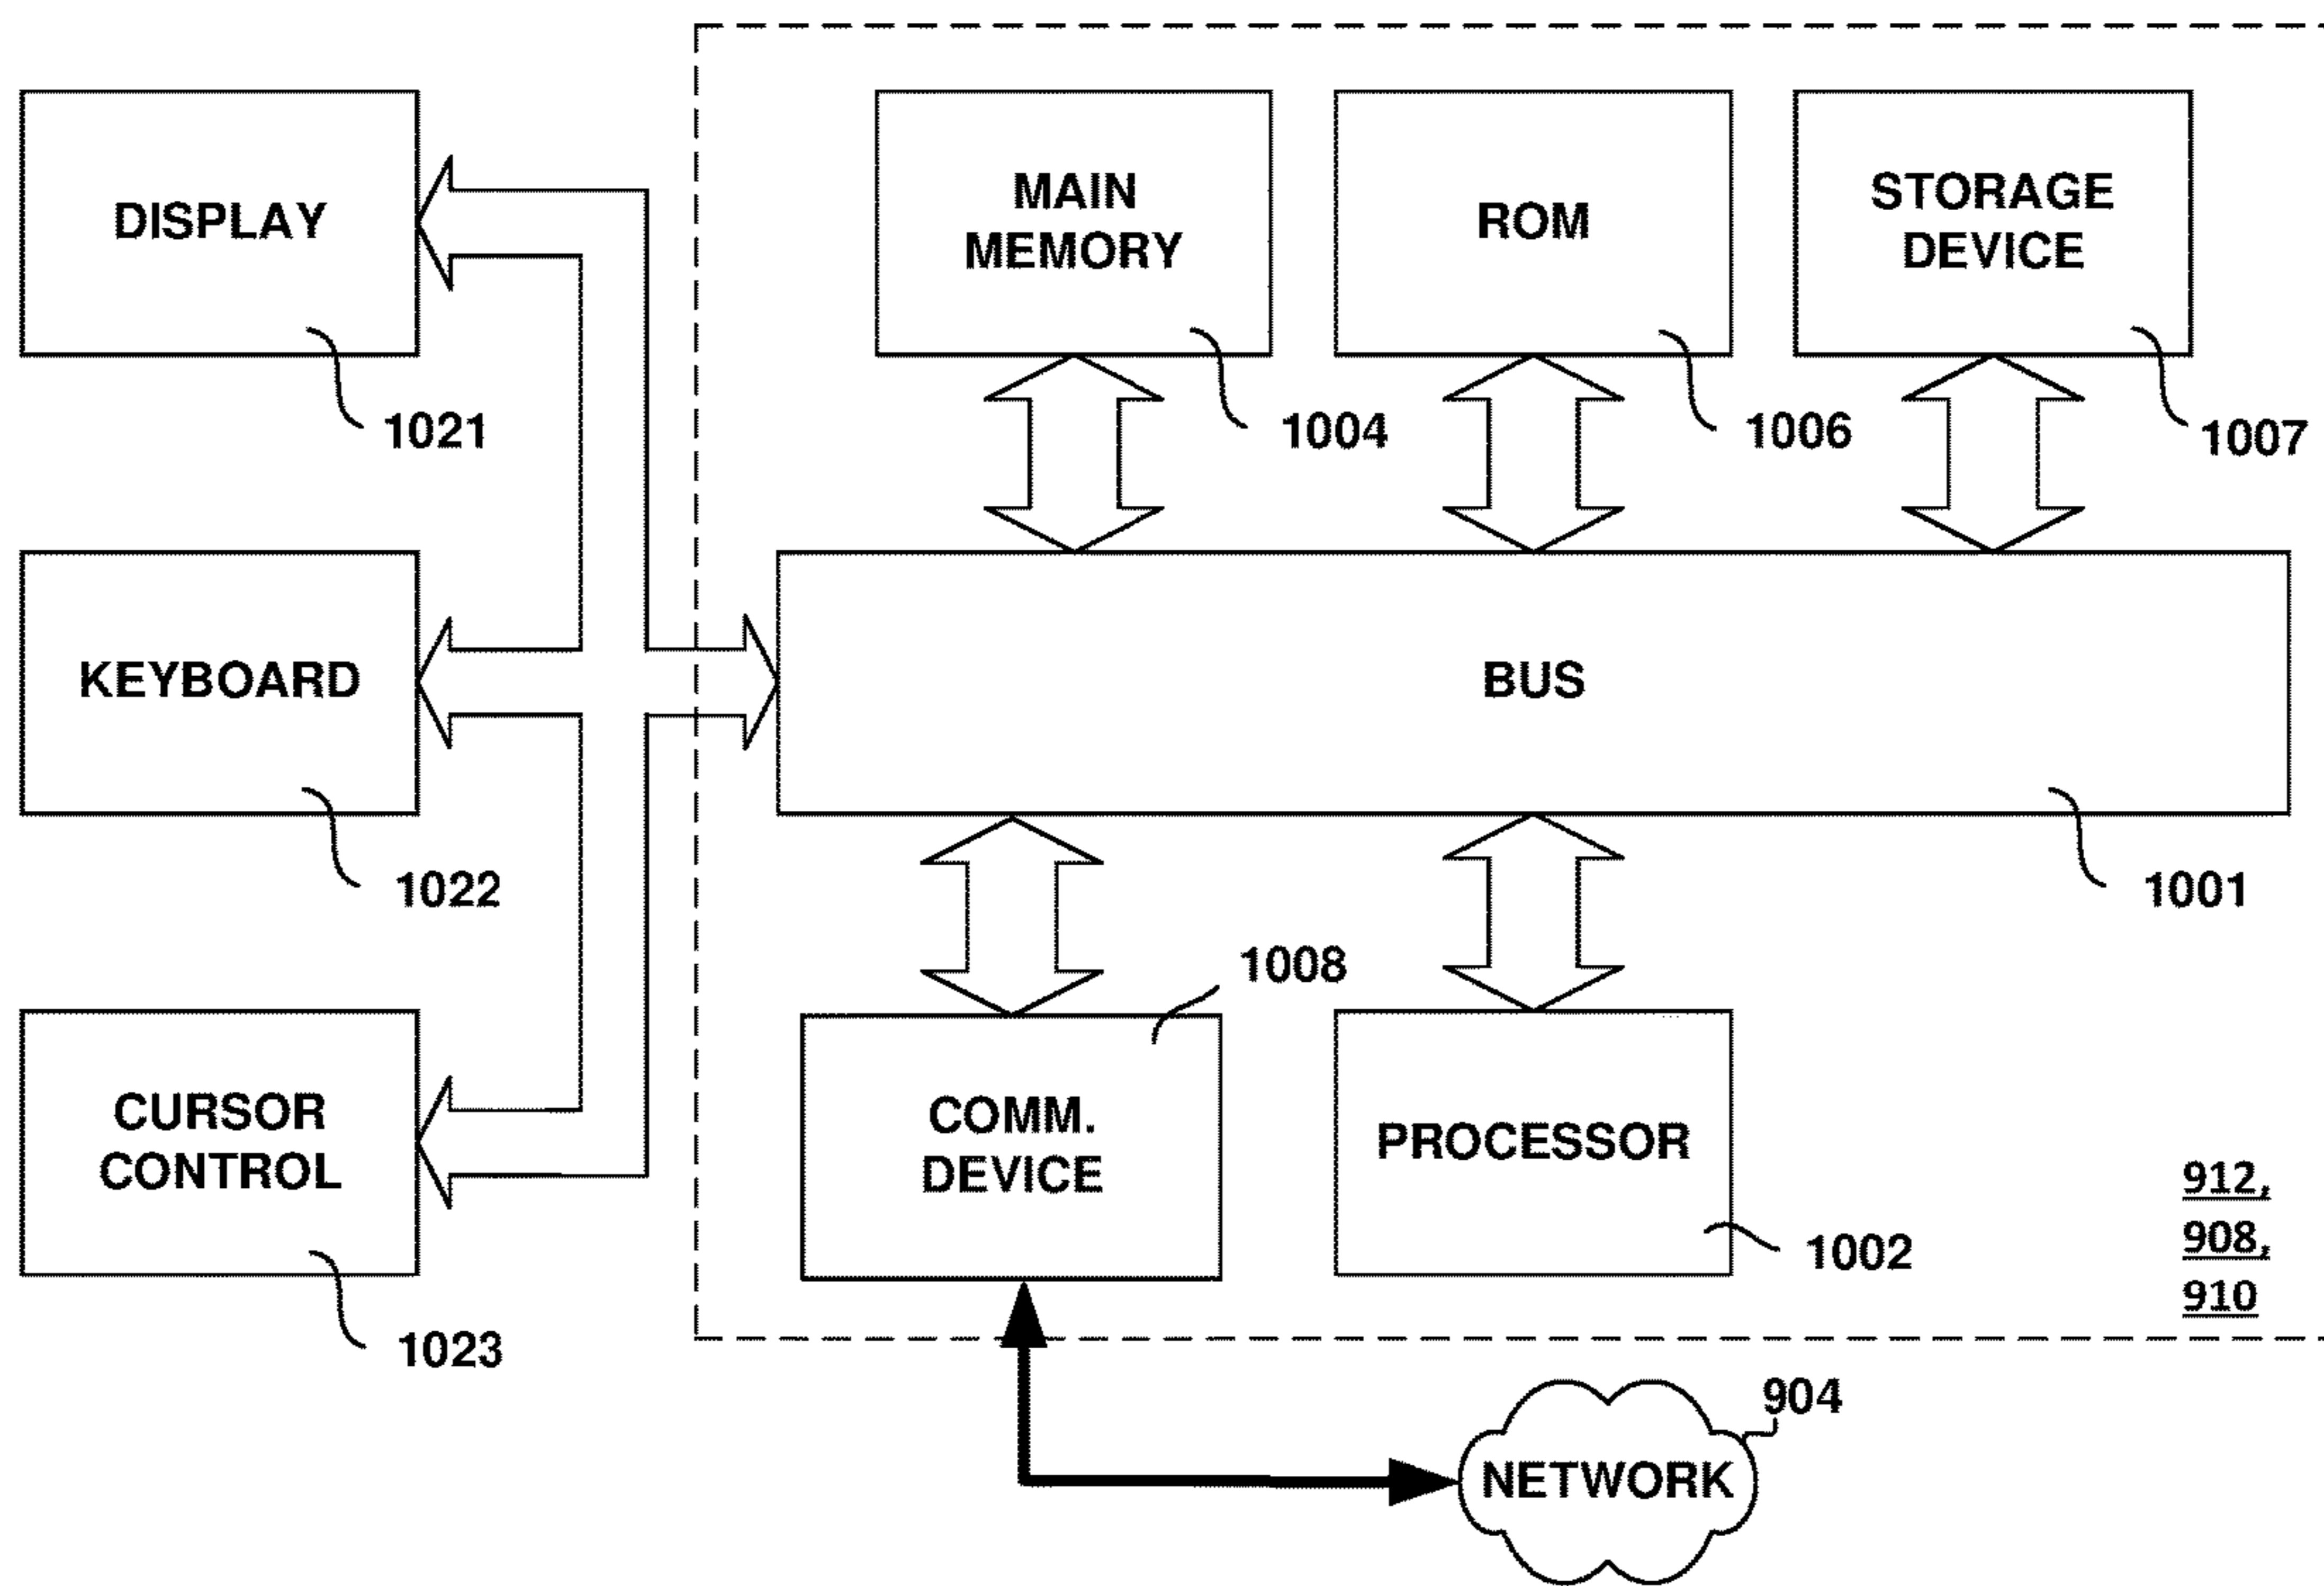 DISPLAY
1021
MAIN
MEMORY
1004
ROM
1006
STORAGE
DEVICE
1007
KEYBOARD
1022
BUS
1001
CURSOR
CONTROL
1023
COMM.
DEVICE
1008
PROCESSOR
1002
912,
908,
910
NETWORK
904